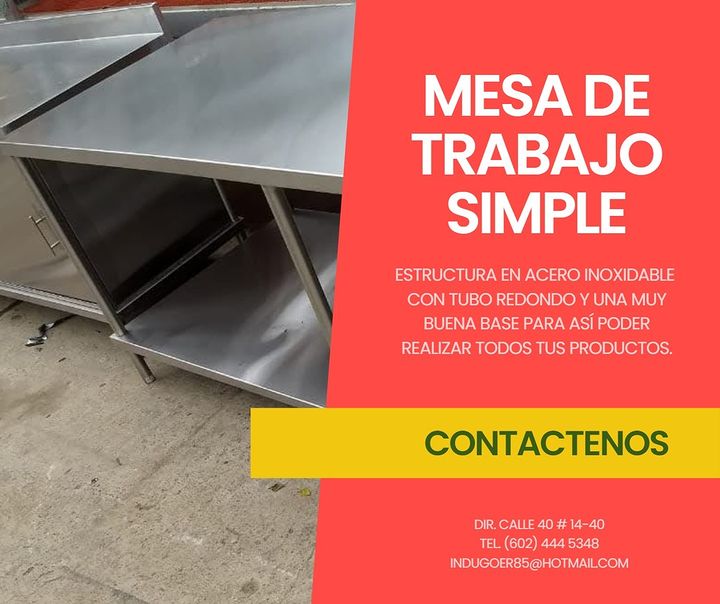 MESA DE
TRABAJO
SIMPLE
ESTRUCTURA EN ACERO INOXIDABLE
CON TUBO REDONDO Y UNA MUY
BUENA BASE PARA ASÍ PODER
REALIZAR TODOS TUS PRODUCTOS.
CONTACTENOS
DIR. CALLE 40 # 14-40
TEL. (602) 444 5348
INDUGOER85@HOTMAIL.COM